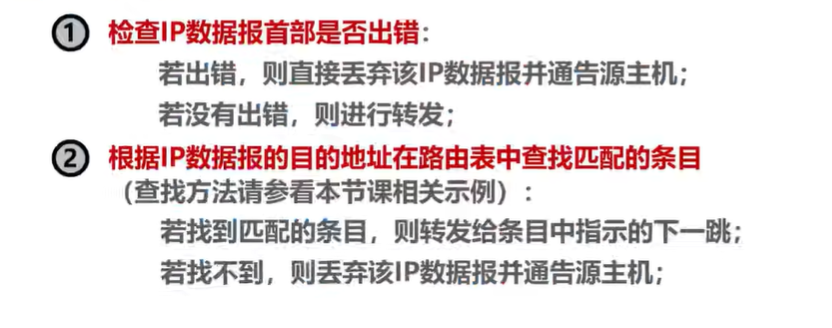 ① 检查IP数据报首部是否出错：
若出错，则直接丢弃该IP数据报并通告源主机；
若没有出错，则进行转发；
② 根据IP数据报的目的地址在路由表中查找匹配的条目
（查找方法请参看本节课相关示例）：
若找到匹配的条目，则转发给条目中指示的下一跳；
若找不到，则丢弃该IP数据报并通告源主机；